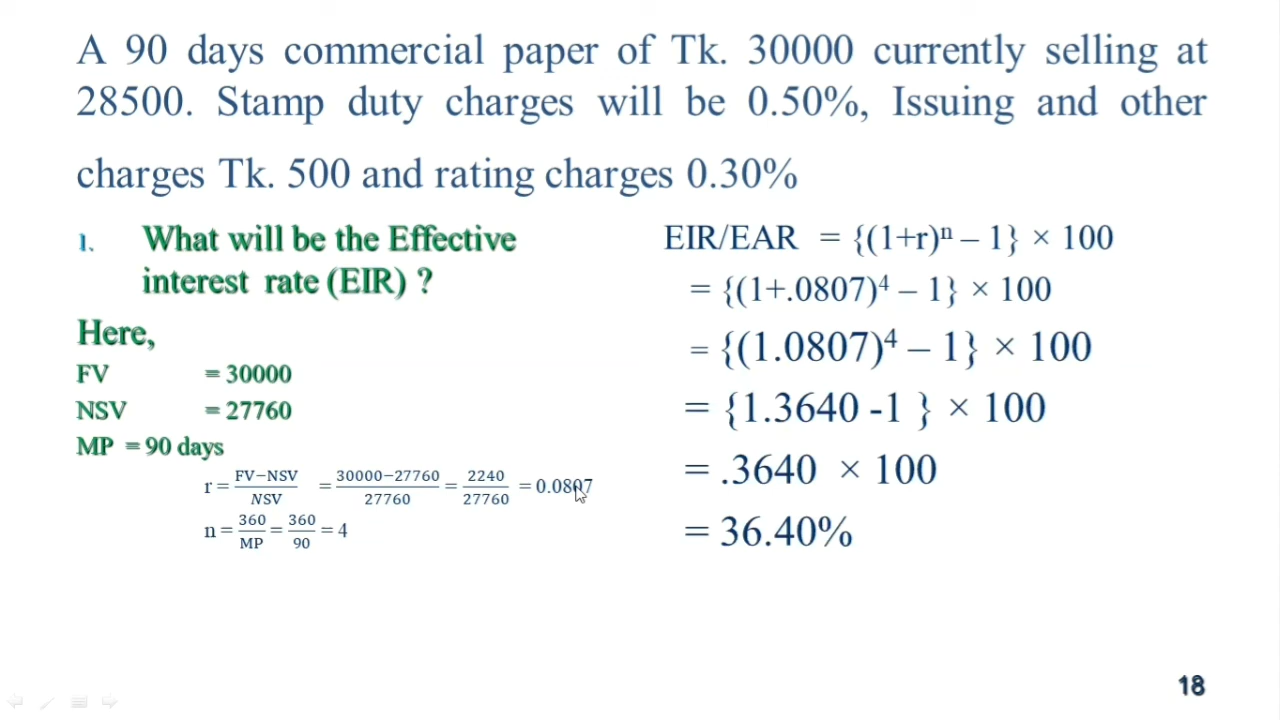 A 90 days commercial paper of Tk. 30000 currently selling at
28500. Stamp duty charges will be 0.50%, Issuing and other
charges Tk. 500 and rating charges 0.30%
1. What will be the Effective
interest rate (EIR) ?
Here,
FV = 30000
NSV = 27760
MP = 90 days
r = FV−NSV/NSV = 30000−27760/27760 = 2240/27760 = 0.0807
n = 360/MP = 360/90 = 4
EIR/EAR = {(1+r)ⁿ – 1} × 100
= {(1+.0807)⁴ – 1} × 100
= {(1.0807)⁴ – 1} × 100
= {1.3640 -1 } × 100
= .3640 × 100
= 36.40%
18